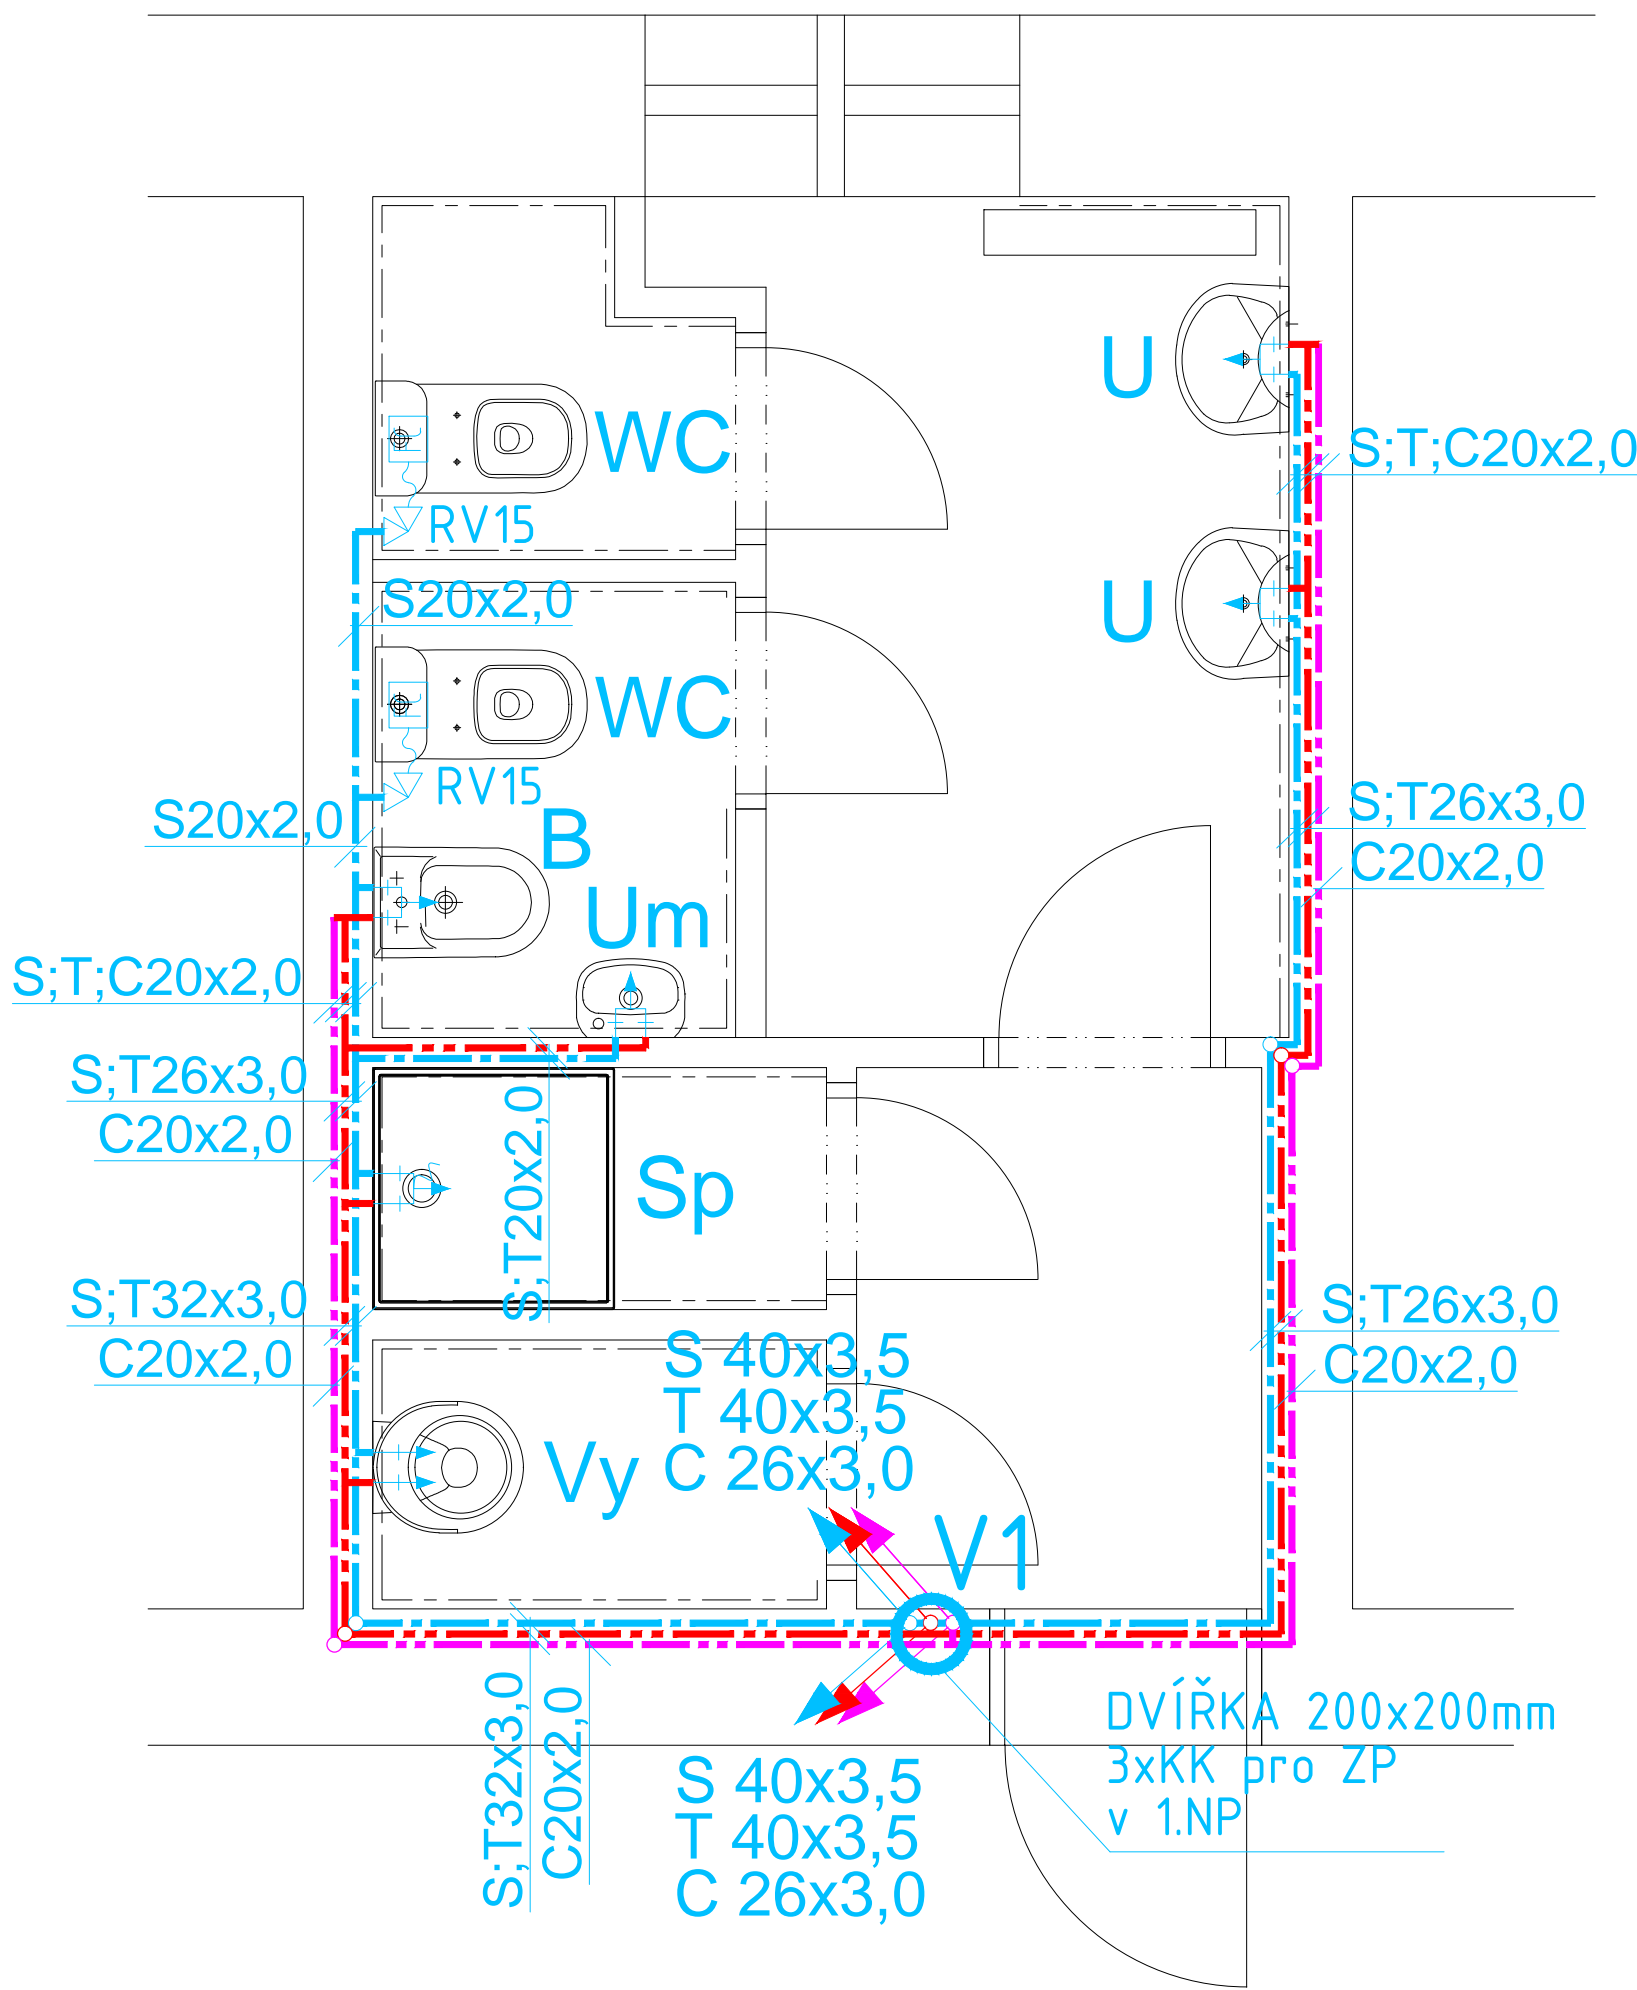 U
WC
S;T;C20x2,0
RV15
S20x2,0
U
WC
RV15
S20x2,0
S;T26x3,0
B
C20x2,0
Um
S;T;C20x2,0
S;T26x3,0
C20x2,0
S;T20x2,0
Sp
S;T32x3,0
C20x2,0
S;T26x3,0
C20x2,0
S 40x3,5
T 40x3,5
C 26x3,0
Vy
V1
S;T32x3,0
C20x2,0
DVÍŘKA 200x200mm
3xKK pro ZP
v 1.NP
S 40x3,5
T 40x3,5
C 26x3,0